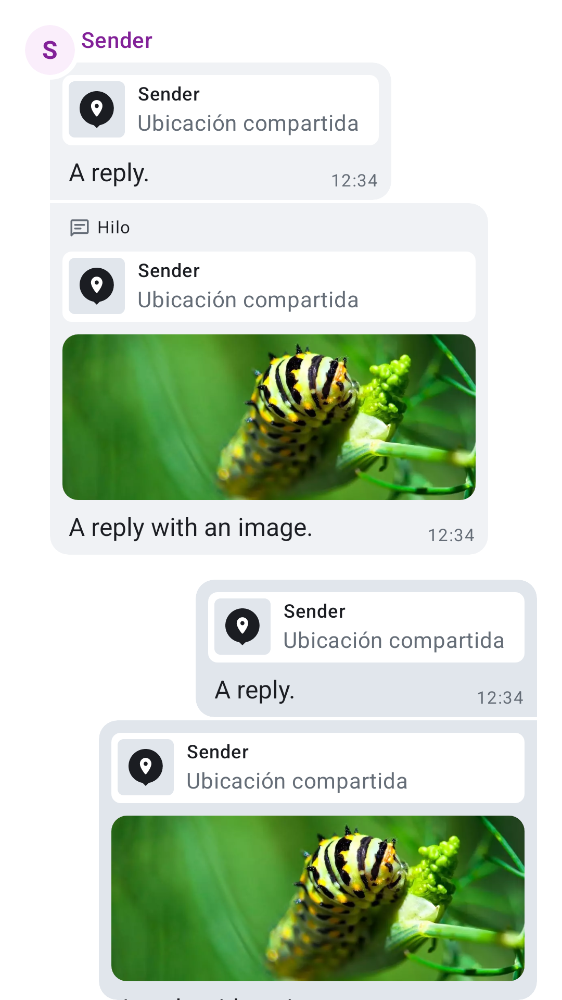 S
Sender
Sender
Ubicación compartida
A reply.
12:34
Hilo
Sender
Ubicación compartida
A reply with an image.
12:34
Sender
Ubicación compartida
A reply.
12:34
Sender
Ubicación compartida